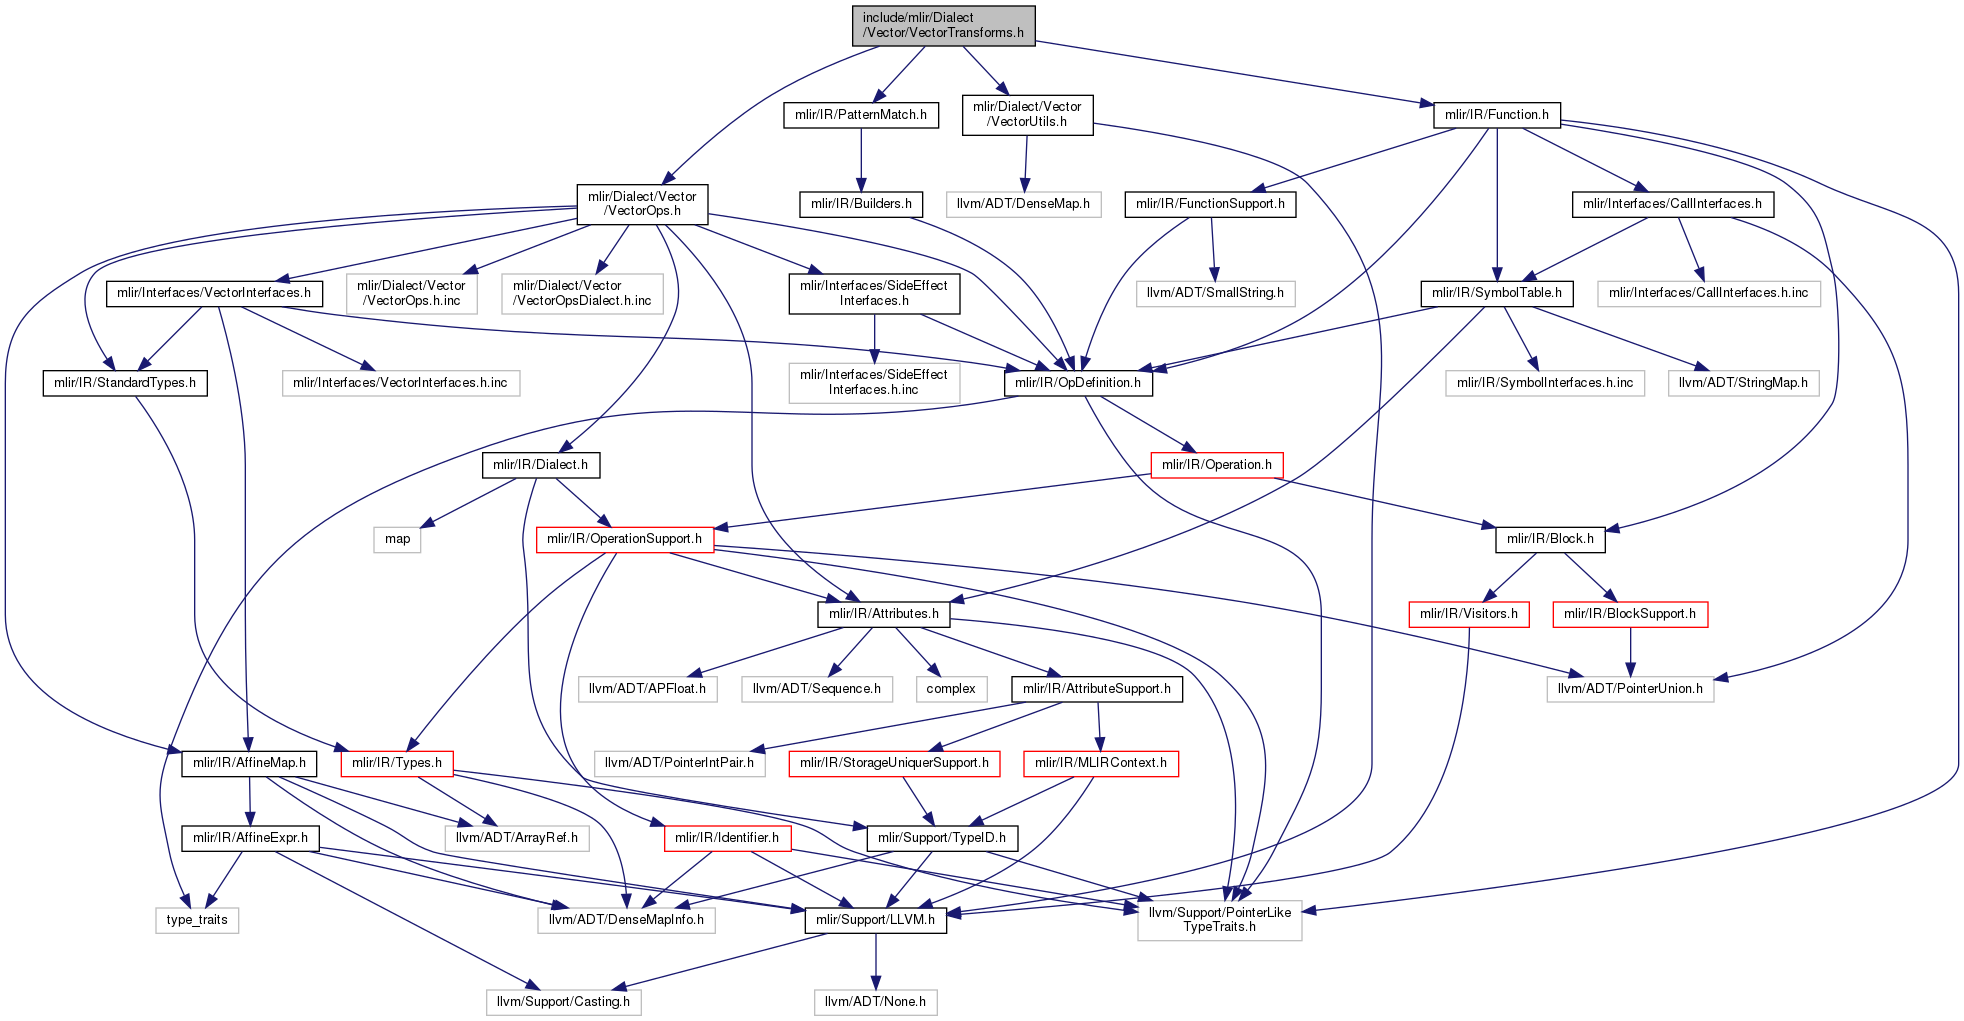 include/mlir/Dialect
/Vector/VectorTransforms.h
mlir/IR/PatternMatch.h
mlir/Dialect/Vector
/VectorUtils.h
mlir/IR/Function.h
mlir/Dialect/Vector
/VectorOps.h
mlir/IR/Builders.h
llvm/ADT/DenseMap.h
mlir/IR/FunctionSupport.h
mlir/Interfaces/CallInterfaces.h
mlir/Interfaces/VectorInterfaces.h
mlir/Dialect/Vector
/VectorOps.h.inc
mlir/Dialect/Vector
/VectorOpsDialect.h.inc
mlir/Interfaces/SideEffect
Interfaces.h
llvm/ADT/SmallString.h
mlir/IR/SymbolTable.h
mlir/Interfaces/CallInterfaces.h.inc
mlir/IR/StandardTypes.h
mlir/Interfaces/VectorInterfaces.h.inc
mlir/Interfaces/SideEffect
Interfaces.h.inc
mlir/IR/OpDefinition.h
mlir/IR/SymbolInterfaces.h.inc
llvm/ADT/StringMap.h
mlir/IR/Dialect.h
mlir/IR/Operation.h
map
mlir/IR/OperationSupport.h
mlir/IR/Block.h
mlir/IR/Attributes.h
mlir/IR/Visitors.h
mlir/IR/BlockSupport.h
llvm/ADT/APFloat.h
llvm/ADT/Sequence.h
complex
mlir/IR/AttributeSupport.h
llvm/ADT/PointerUnion.h
mlir/IR/AffineMap.h
mlir/IR/Types.h
llvm/ADT/PointerIntPair.h
mlir/IR/StorageUniquerSupport.h
mlir/IR/MLIRContext.h
mlir/IR/AffineExpr.h
llvm/ADT/ArrayRef.h
mlir/IR/Identifier.h
mlir/Support/TypeID.h
type_traits
llvm/ADT/DenseMapInfo.h
mlir/Support/LLVM.h
llvm/Support/PointerLike
TypeTraits.h
llvm/Support/Casting.h
llvm/ADT/None.h